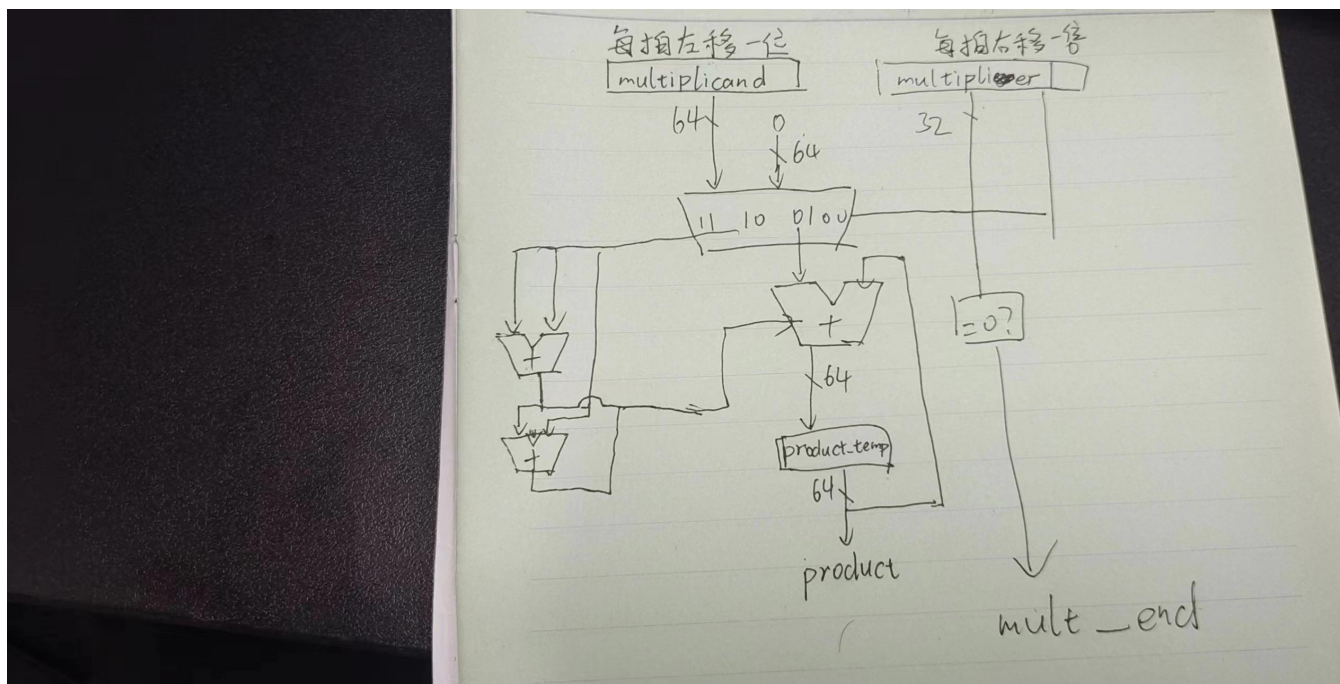 每拍左移一位
每拍右移一位
multiplicand
multiplier
64
0
32
64
11 10 01 00
+
+
=0?
64
+
product_temp
64
product
mult_end